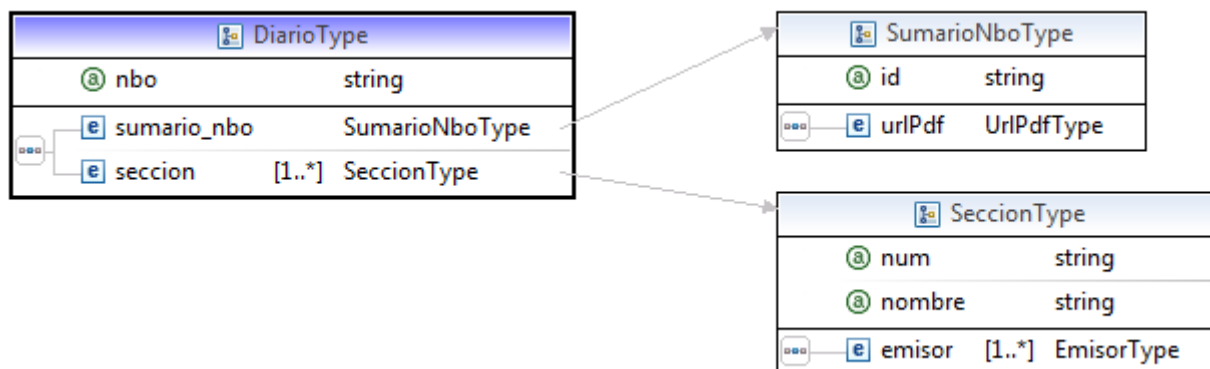 DiarioType
nbo string
sumario_nbo SumarioNboType
seccion [1..*] SeccionType
SumarioNboType
id string
urlPdf UrlPdfType
SeccionType
num string
nombre string
emisor [1..*] EmisorType